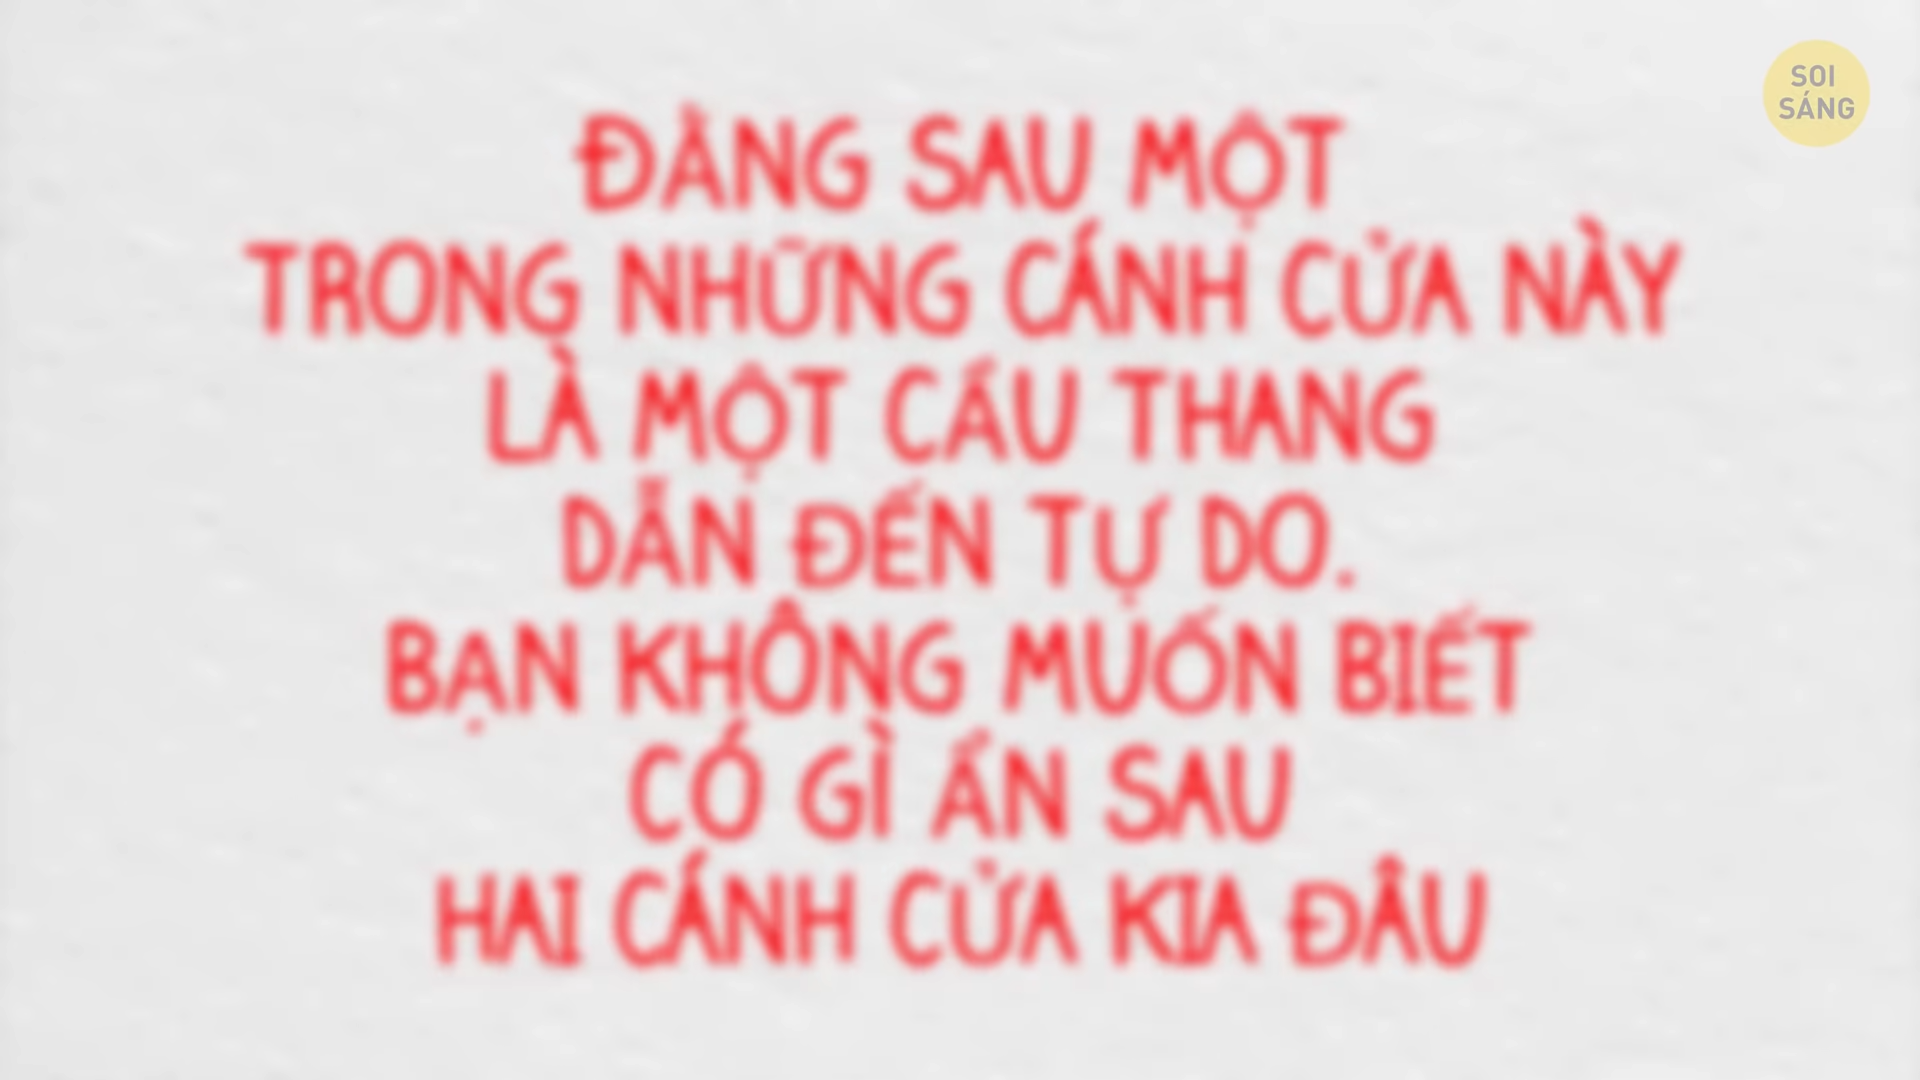 SOI
SÁNG
ĐẰNG SAU MỘT
TRONG NHỮNG CÁNH CỬA NÀY
LÀ MỘT CẦU THANG
DẪN ĐẾN TỰ DO.
BẠN KHÔNG MUỐN BIẾT
CÓ GÌ ẨN SAU
HAI CÁNH CỬA KIA ĐÂU